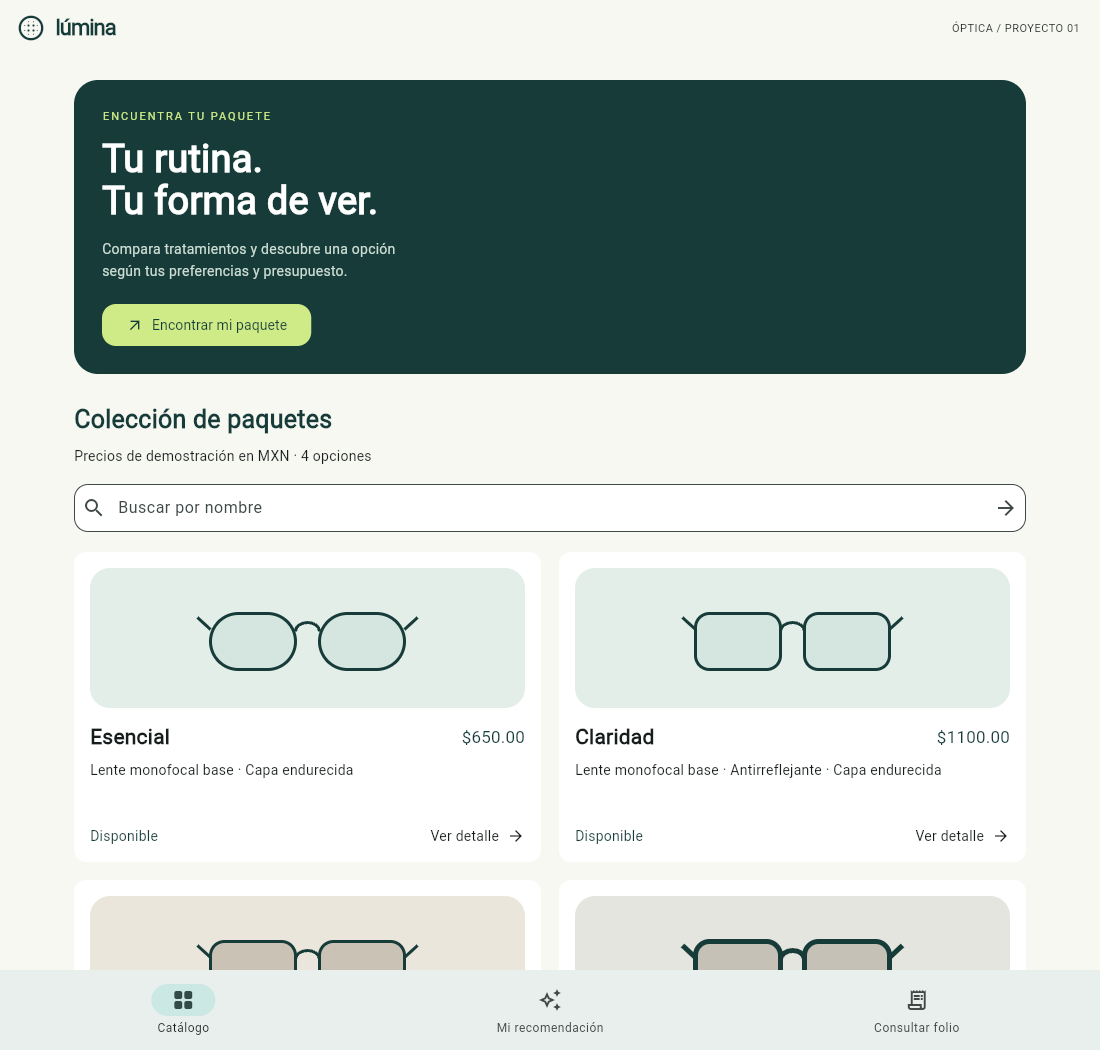 lúmina
ÓPTICA / PROYECTO 01
ENCUENTRA TU PAQUETE
Tu rutina.
Tu forma de ver.
Compara tratamientos y descubre una opción
según tus preferencias y presupuesto.
Encontrar mi paquete
Colección de paquetes
Precios de demostración en MXN · 4 opciones
Buscar por nombre
Esencial
$650.00
Lente monofocal base · Capa endurecida
Disponible
Ver detalle
Claridad
$1100.00
Lente monofocal base · Antirreflejante · Capa endurecida
Disponible
Ver detalle
Catálogo
Mi recomendación
Consultar folio